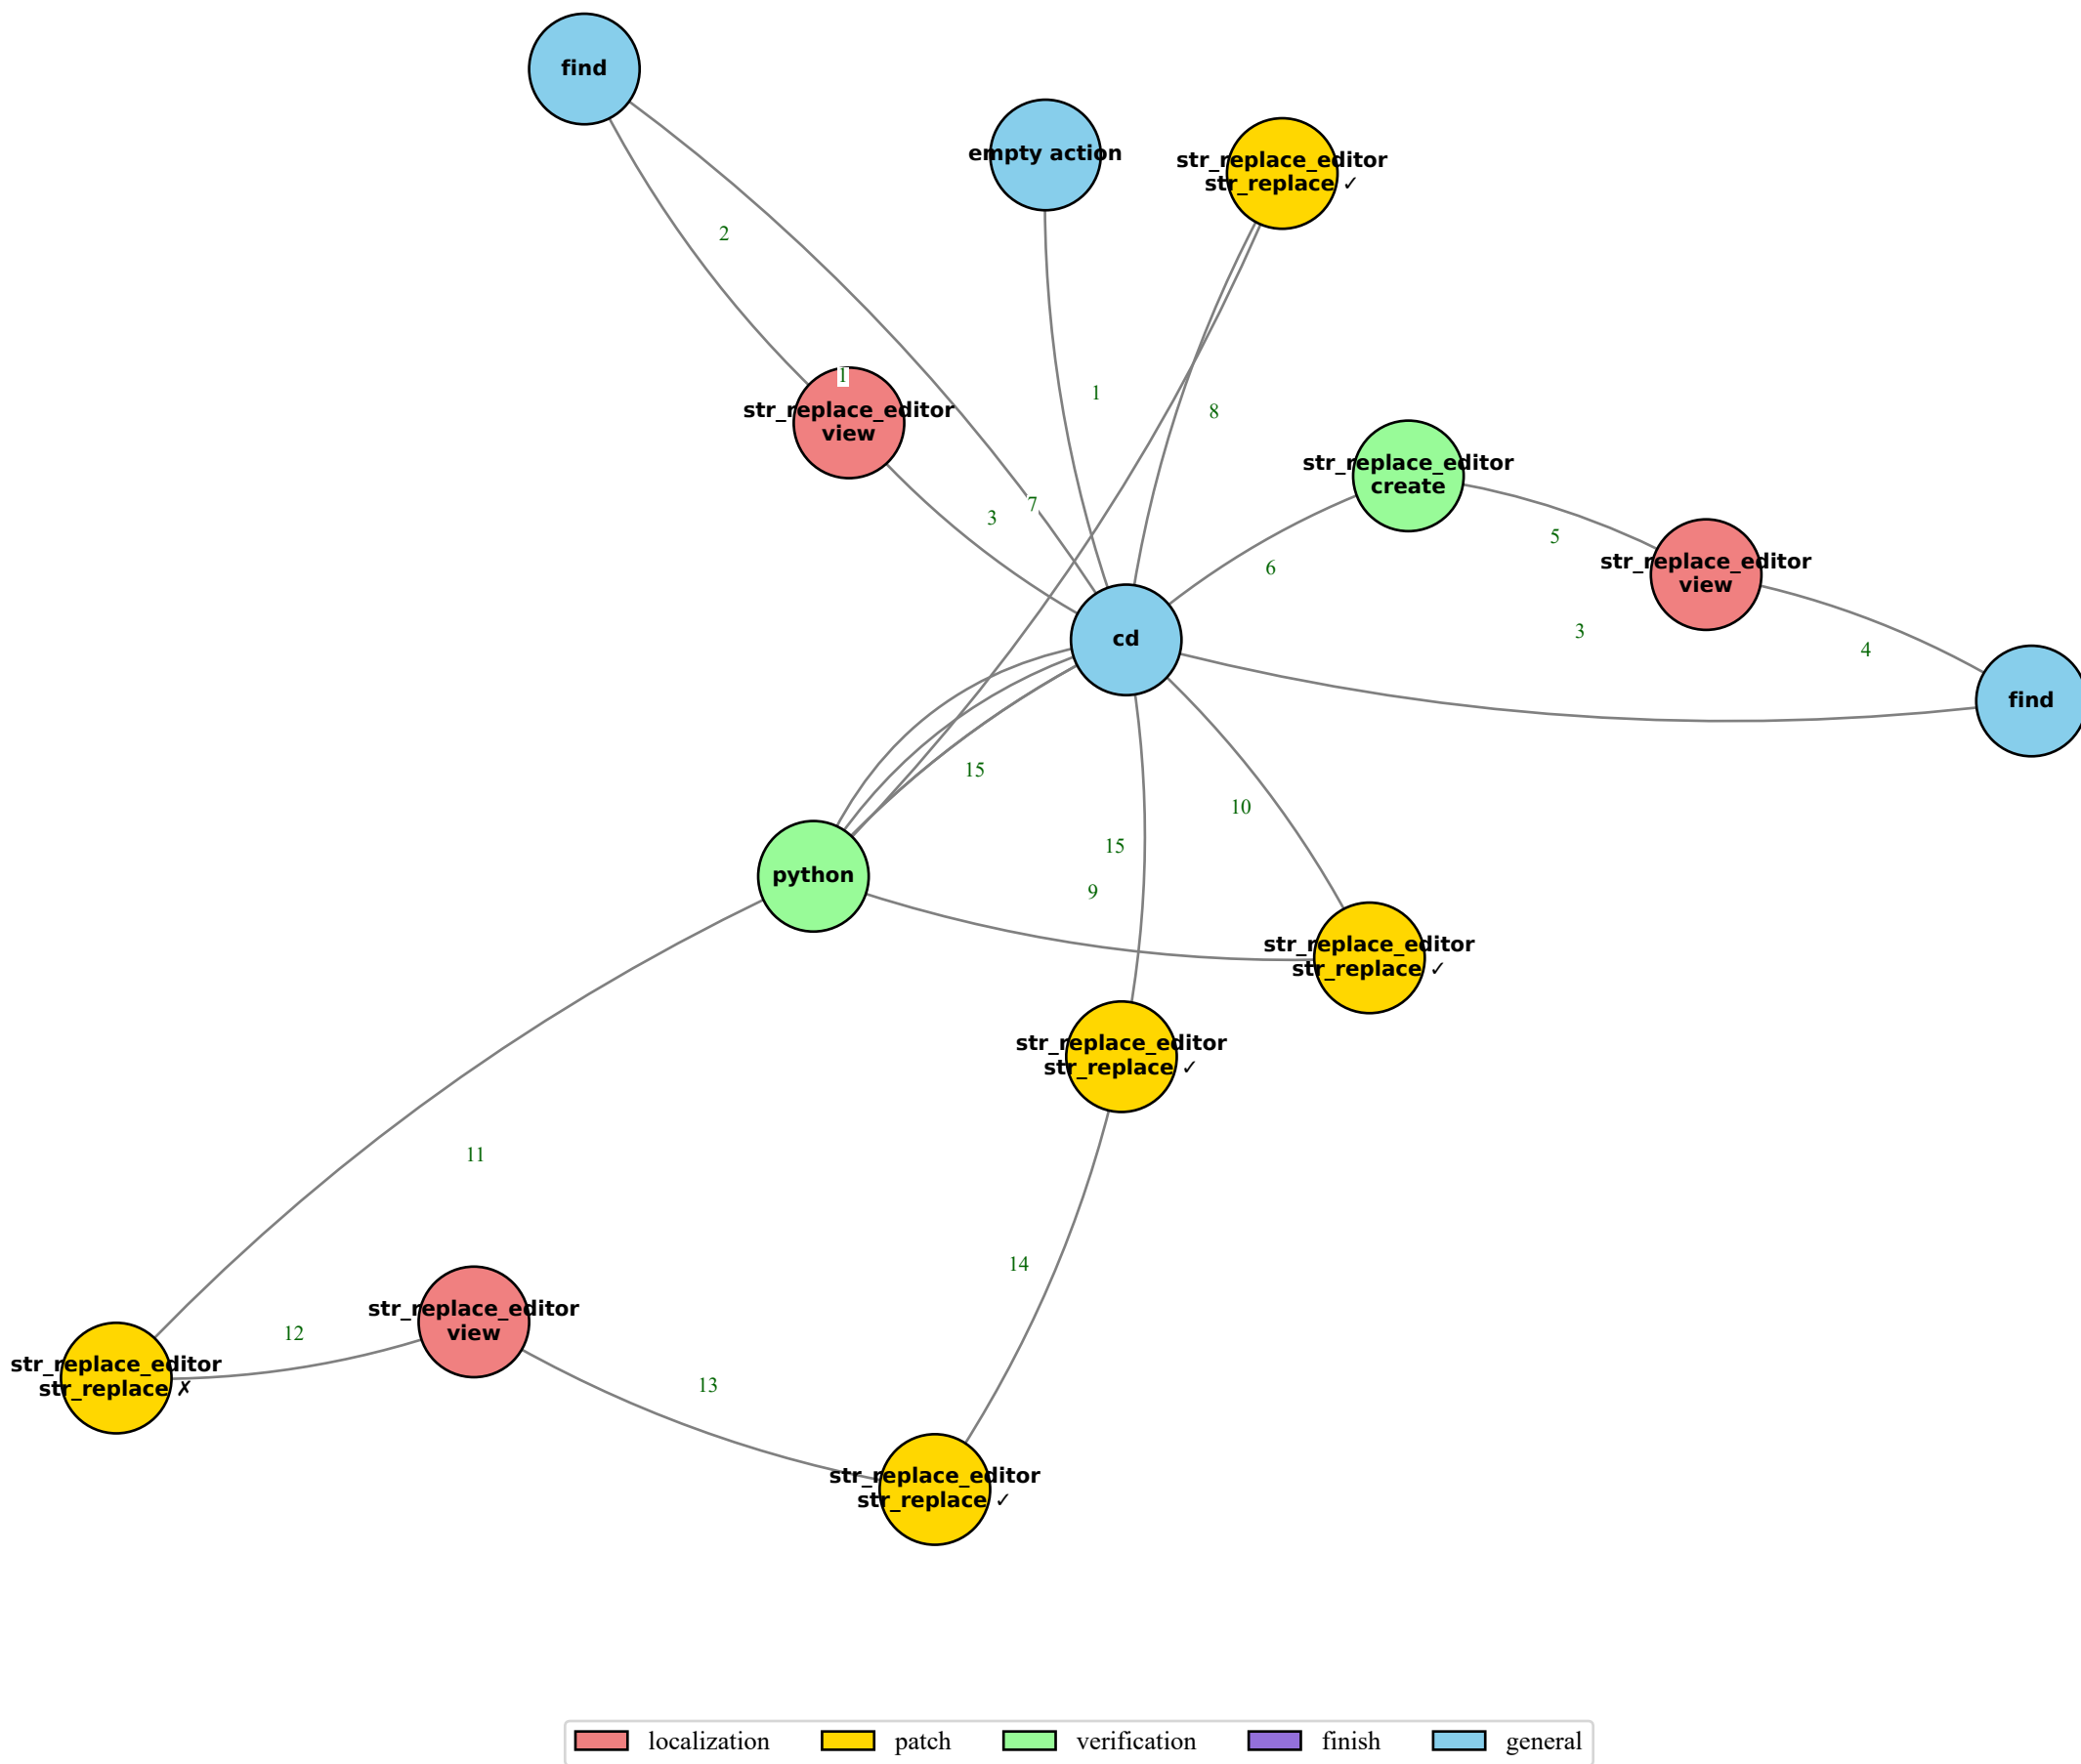 find
empty action
str_replace_editor
str_replace ✓
2
1
1
8
str_replace_editor
view
str_replace_editor
create
3
7
5
6
str_replace_editor
view
3
4
cd
find
15
10
15
9
python
str_replace_editor
str_replace ✓
str_replace_editor
str_replace ✓
11
14
12
str_replace_editor
view
13
str_replace_editor
str_replace ✗
str_replace_editor
str_replace ✓
localization
patch
verification
finish
general